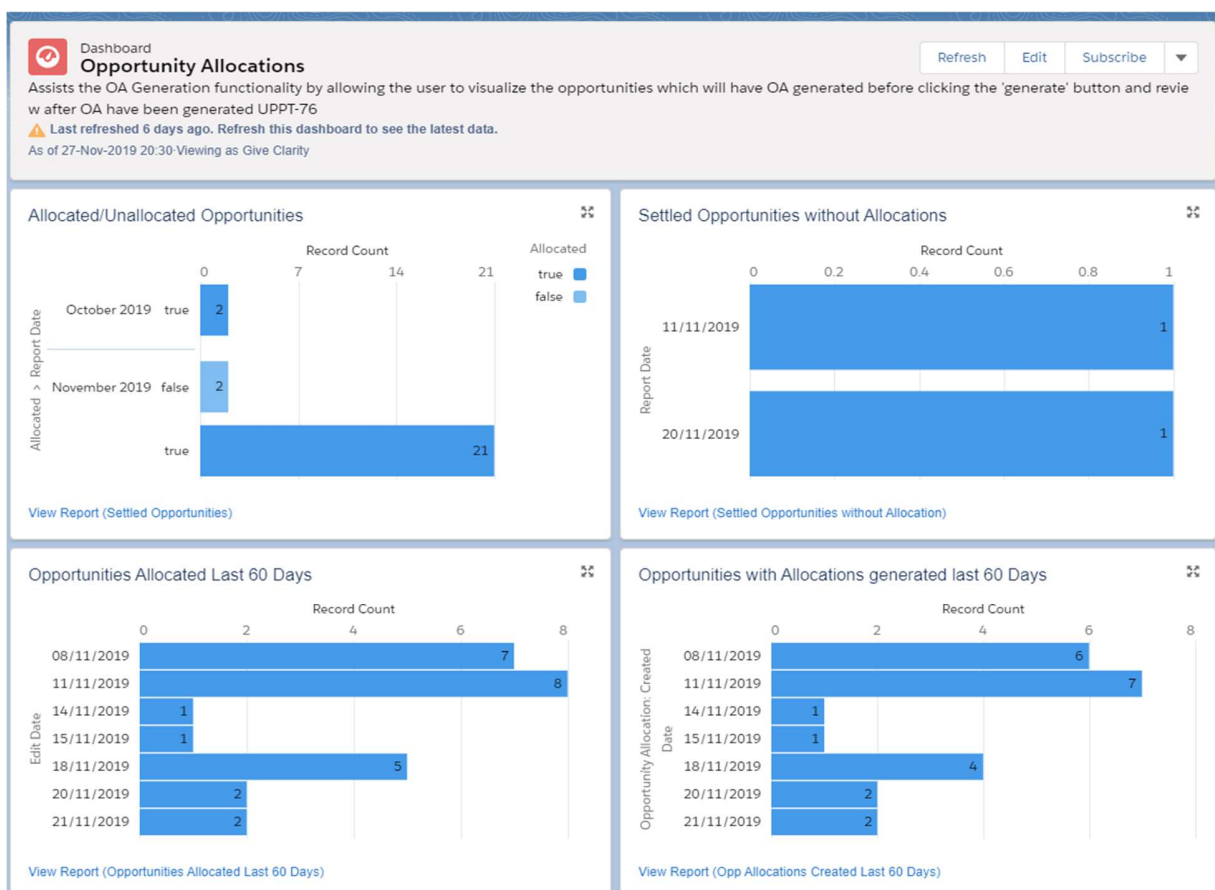 Dashboard
Opportunity Allocations
Refresh
Edit
Subscribe
Assists the OA Generation functionality by allowing the user to visualize the opportunities which will have OA generated before clicking the 'generate' button and revie
w after OA have been generated UPPT-76
Last refreshed 6 days ago. Refresh this dashboard to see the latest data.
As of 27-Nov-2019 20:30·Viewing as Give Clarity
Allocated/Unallocated Opportunities
Record Count
Allocated
0 7 14 21
true
false
Allocated > Report Date
October 2019 true 2
November 2019 false 2
true 21
View Report (Settled Opportunities)
Settled Opportunities without Allocations
Record Count
0 0.2 0.4 0.6 0.8 1
Report Date
11/11/2019 1
20/11/2019 1
View Report (Settled Opportunities without Allocation)
Opportunities Allocated Last 60 Days
Record Count
0 2 4 6 8
Edit Date
08/11/2019 7
11/11/2019 8
14/11/2019 1
15/11/2019 1
18/11/2019 5
20/11/2019 2
21/11/2019 2
View Report (Opportunities Allocated Last 60 Days)
Opportunities with Allocations generated last 60 Days
Record Count
0 2 4 6 8
Opportunity Allocation: Created
Date
08/11/2019 6
11/11/2019 7
14/11/2019 1
15/11/2019 1
18/11/2019 4
20/11/2019 2
21/11/2019 2
View Report (Opp Allocations Created Last 60 Days)